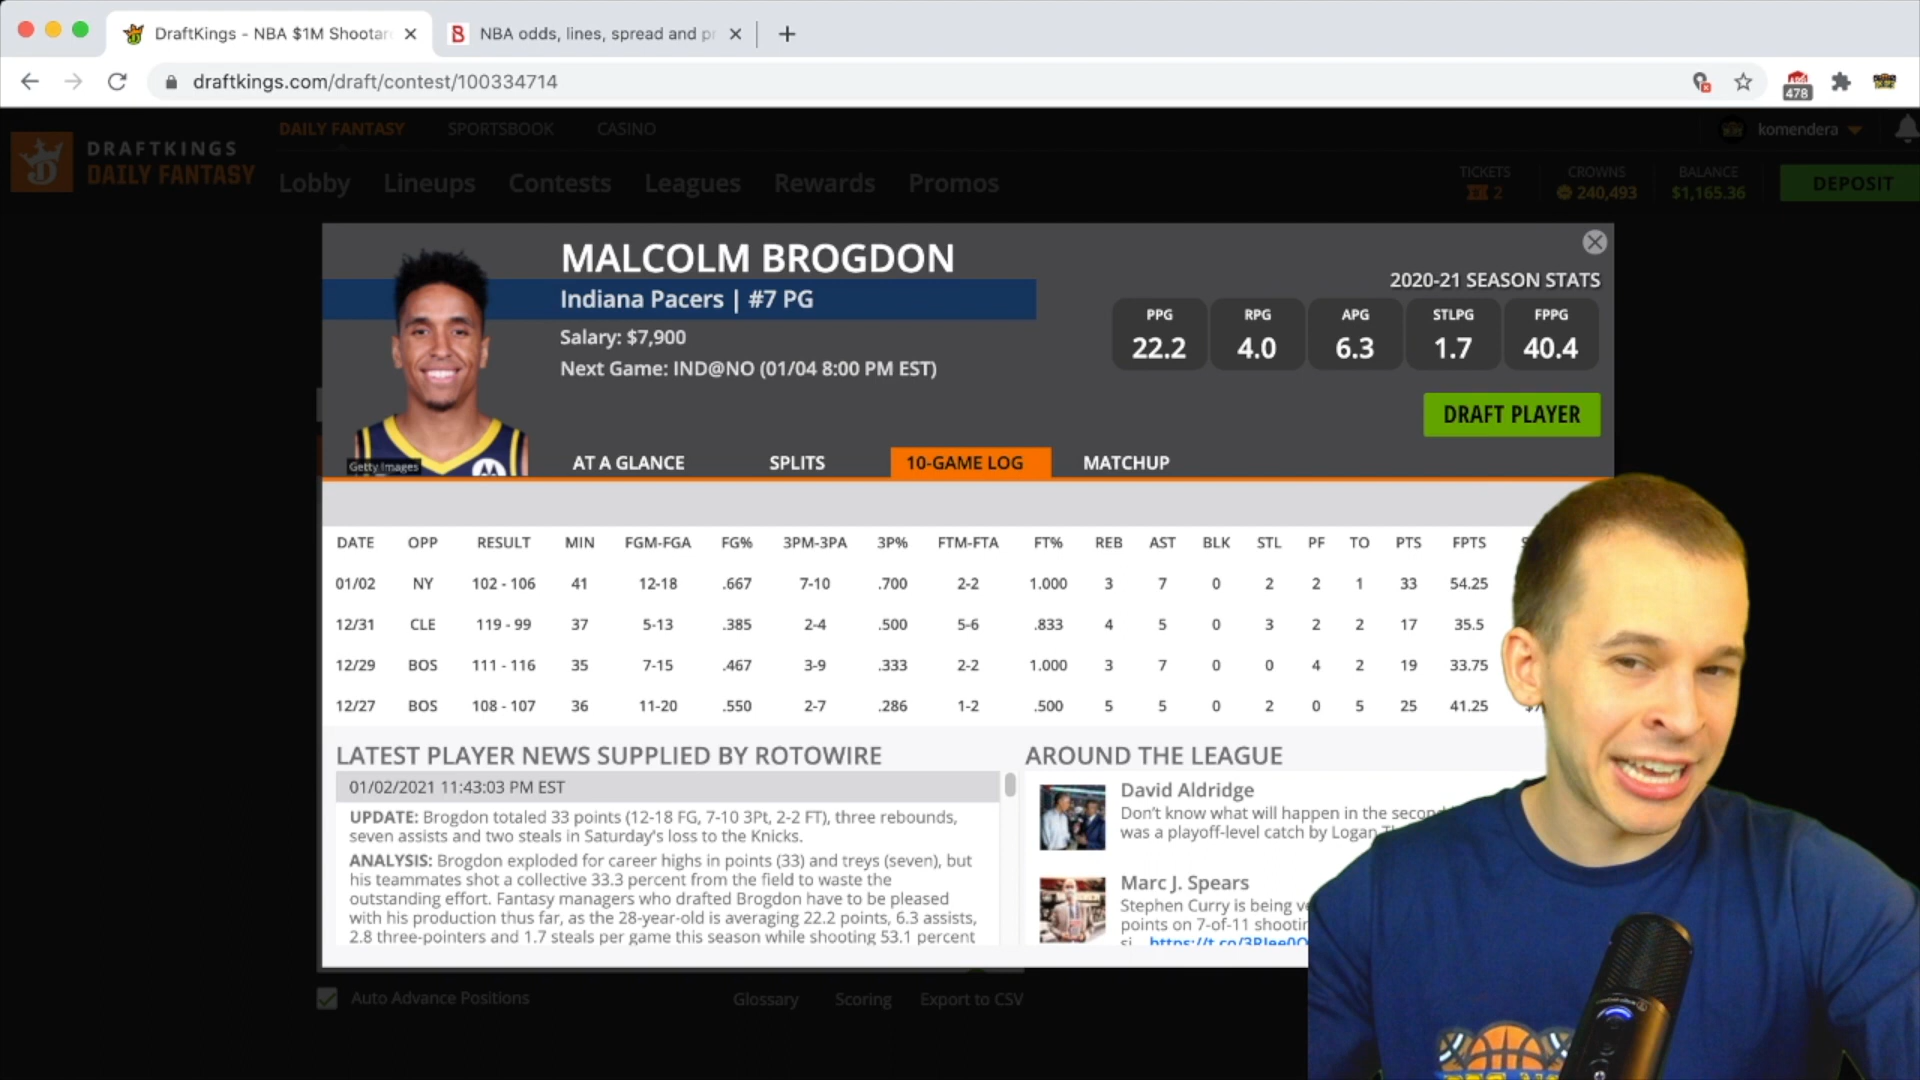 DraftKings - NBA $1M Shootar
NBA odds, lines, spread and p
draftkings.com/draft/contest/100334714
478
DAILY FANTASY SPORTSBOOK CASINO
komendera
DRAFTKINGS
DAILY FANTASY
Lobby Lineups Contests Leagues Rewards Promos
TICKETS
2
CROWNS
240,493
BALANCE
$1,165.36
DEPOSIT
MALCOLM BROGDON
Indiana Pacers | #7 PG
Salary: $7,900
Next Game: IND@NO (01/04 8:00 PM EST)
Getty Images
2020-21 SEASON STATS
PPG RPG APG STLPG FPPG
22.2 4.0 6.3 1.7 40.4
DRAFT PLAYER
AT A GLANCE SPLITS 10-GAME LOG MATCHUP
DATE OPP RESULT MIN FGM-FGA FG% 3PM-3PA 3P% FTM-FTA FT% REB AST BLK STL PF TO PTS FPTS
01/02 NY 102 - 106 41 12-18 .667 7-10 .700 2-2 1.000 3 7 0 2 2 1 33 54.25
12/31 CLE 119 - 99 37 5-13 .385 2-4 .500 5-6 .833 4 5 0 3 2 2 17 35.5
12/29 BOS 111 - 116 35 7-15 .467 3-9 .333 2-2 1.000 3 7 0 0 4 2 19 33.75
12/27 BOS 108 - 107 36 11-20 .550 2-7 .286 1-2 .500 5 5 0 2 0 5 25 41.25
LATEST PLAYER NEWS SUPPLIED BY ROTOWIRE
01/02/2021 11:43:03 PM EST
UPDATE: Brogdon totaled 33 points (12-18 FG, 7-10 3Pt, 2-2 FT), three rebounds,
seven assists and two steals in Saturday's loss to the Knicks.
ANALYSIS: Brogdon exploded for career highs in points (33) and treys (seven), but
his teammates shot a collective 33.3 percent from the field to waste the
outstanding effort. Fantasy managers who drafted Brogdon have to be pleased
with his production thus far, as the 28-year-old is averaging 22.2 points, 6.3 assists,
2.8 three-pointers and 1.7 steals per game this season while shooting 53.1 percent
AROUND THE LEAGUE
David Aldridge
Don't know what will happen in the secon
was a playoff-level catch by Logan Th
Marc J. Spears
Stephen Curry is being ve
points on 7-of-11 shootin
si...
Auto Advance Positions
Glossary Scoring Export to CSV